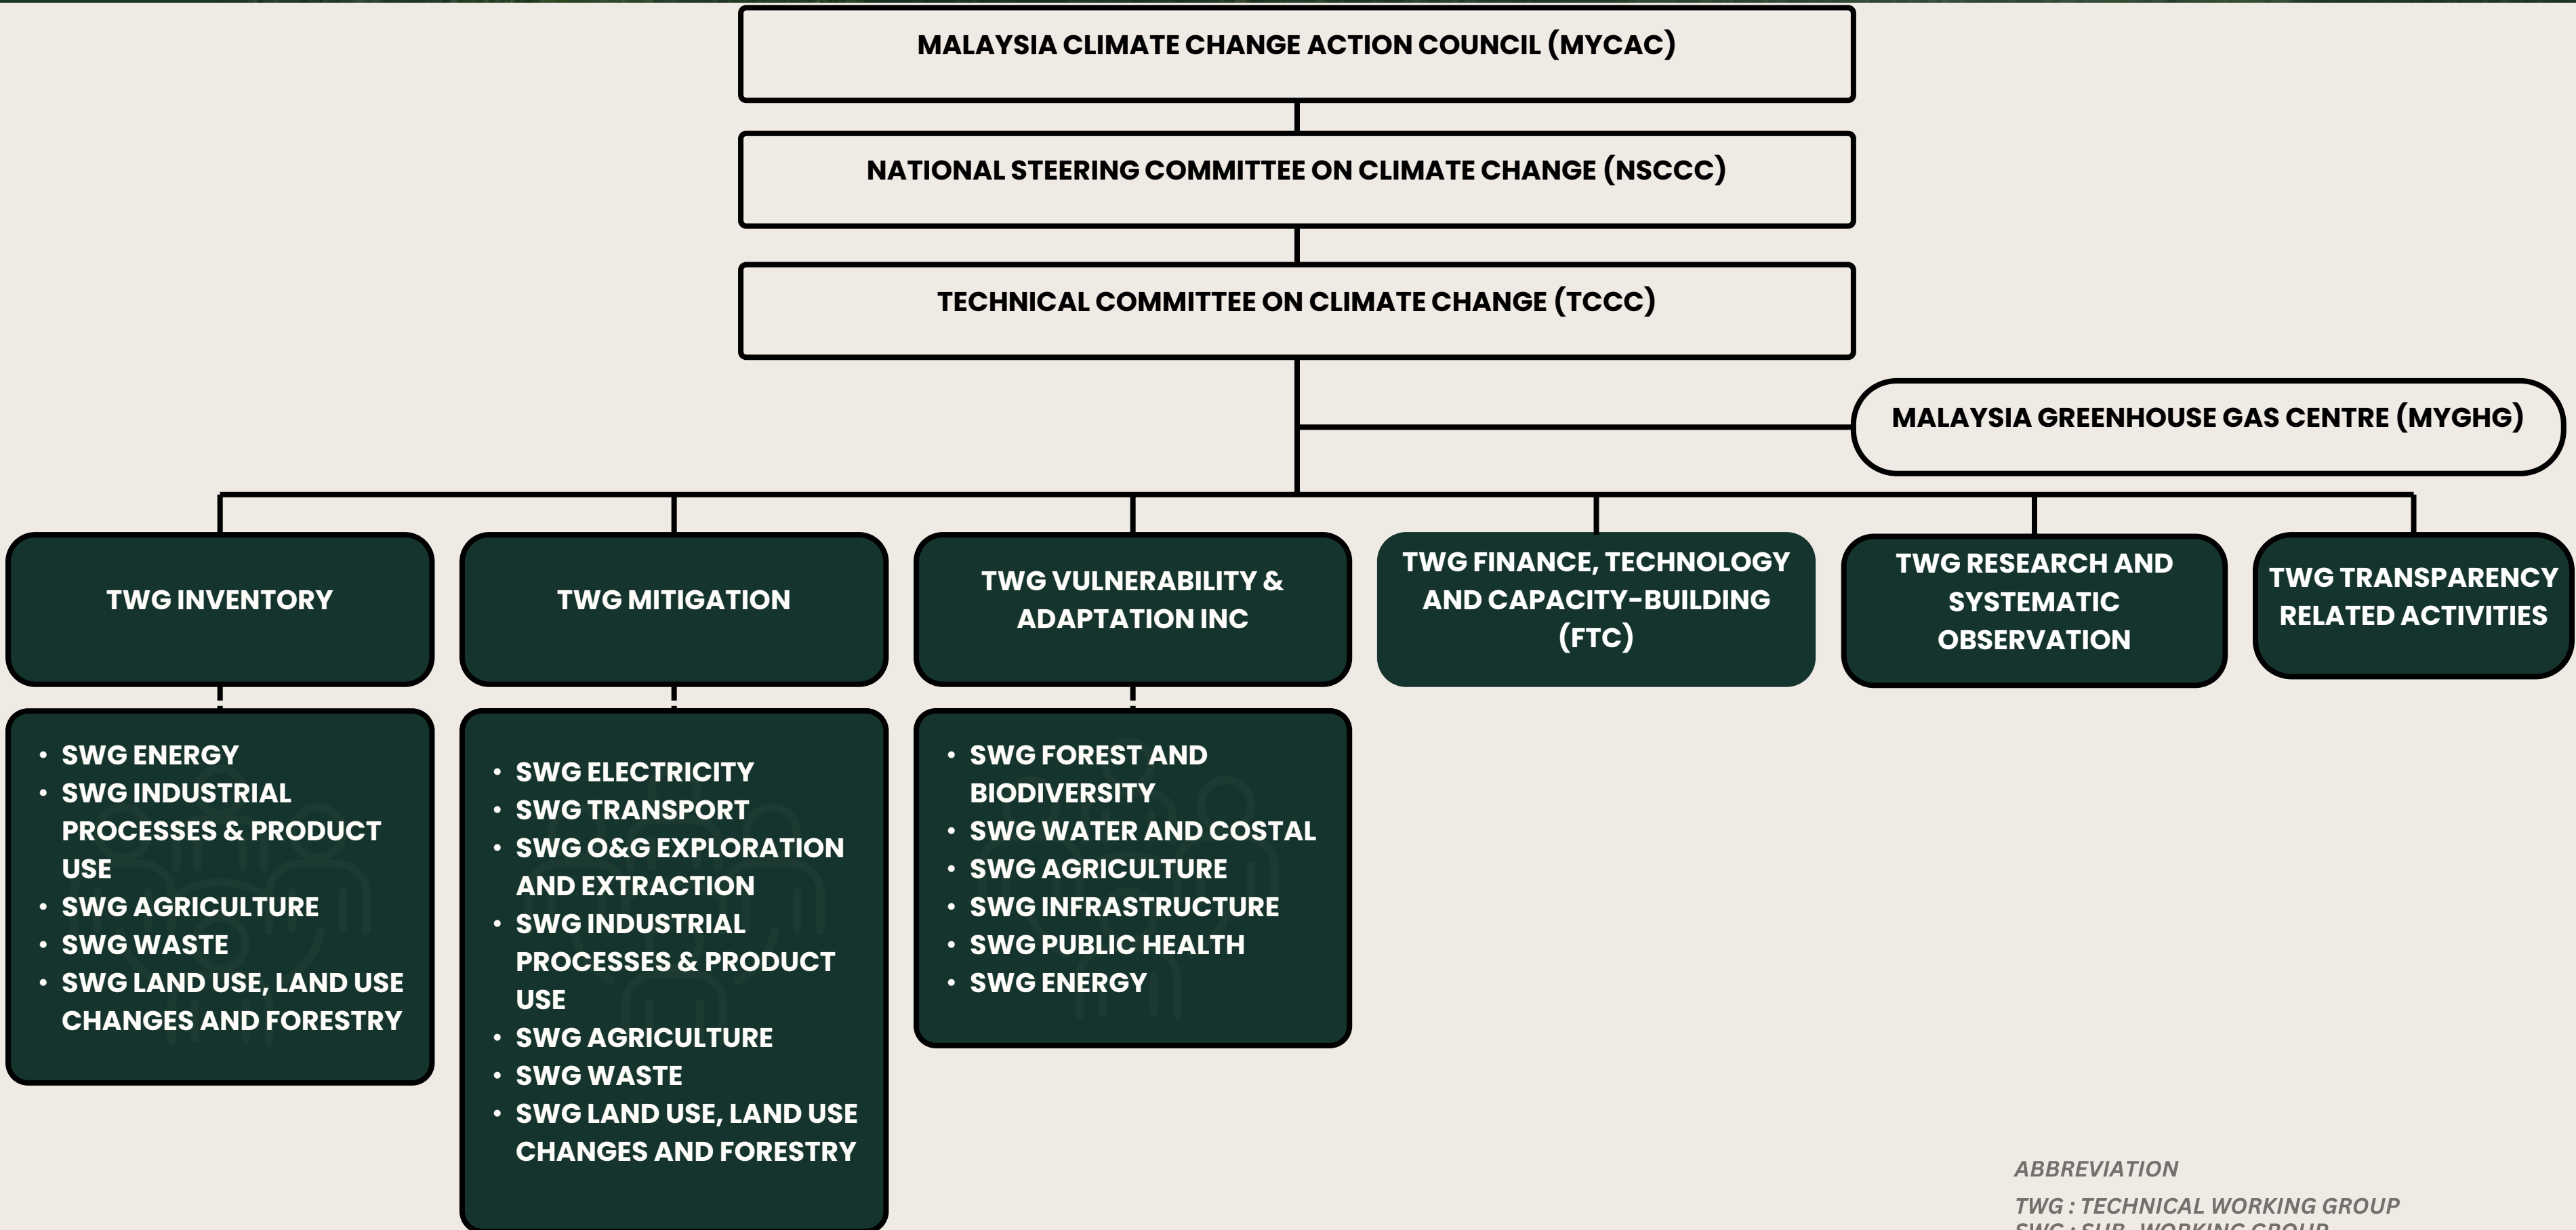 MALAYSIA CLIMATE CHANGE ACTION COUNCIL (MYCAC)
NATIONAL STEERING COMMITTEE ON CLIMATE CHANGE (NSCCC)
TECHNICAL COMMITTEE ON CLIMATE CHANGE (TCCC)
MALAYSIA GREENHOUSE GAS CENTRE (MYGHG)
TWG INVENTORY
TWG MITIGATION
TWG VULNERABILITY &
ADAPTATION INC
TWG FINANCE, TECHNOLOGY
AND CAPACITY-BUILDING
(FTC)
TWG RESEARCH AND
SYSTEMATIC
OBSERVATION
TWG TRANSPARENCY
RELATED ACTIVITIES
• SWG ENERGY
• SWG INDUSTRIAL
PROCESSES & PRODUCT
USE
• SWG AGRICULTURE
• SWG WASTE
• SWG LAND USE, LAND USE
CHANGES AND FORESTRY
• SWG ELECTRICITY
• SWG TRANSPORT
• SWG O&G EXPLORATION
AND EXTRACTION
• SWG INDUSTRIAL
PROCESSES & PRODUCT
USE
• SWG AGRICULTURE
• SWG WASTE
• SWG LAND USE, LAND USE
CHANGES AND FORESTRY
• SWG FOREST AND
BIODIVERSITY
• SWG WATER AND COSTAL
• SWG AGRICULTURE
• SWG INFRASTRUCTURE
• SWG PUBLIC HEALTH
• SWG ENERGY
ABBREVIATION
TWG : TECHNICAL WORKING GROUP
SWG : SUB- WORKING GROUP